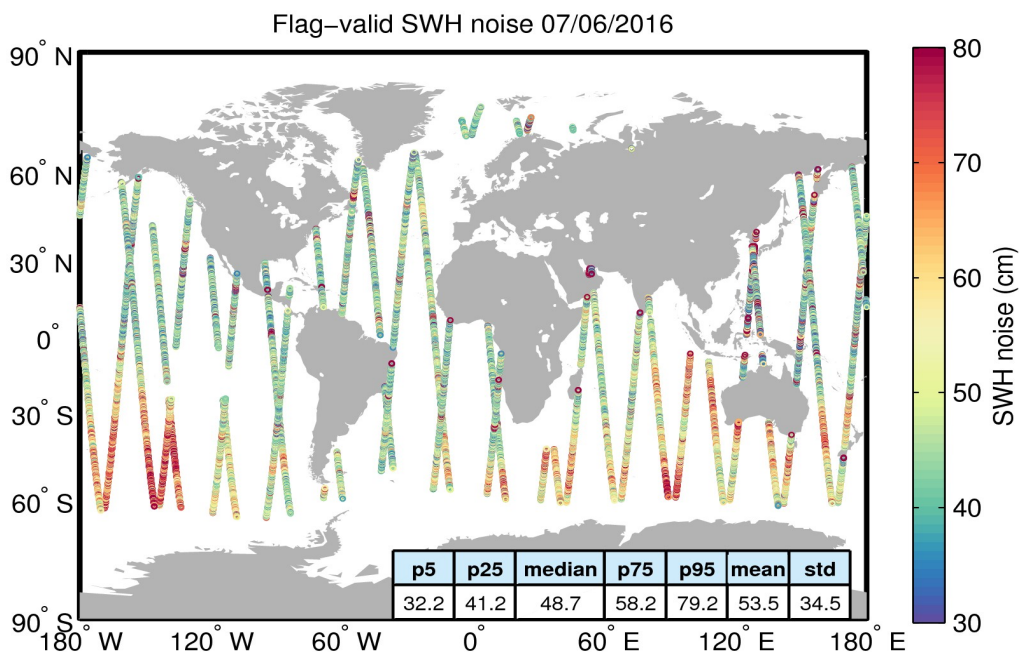 Flag−valid SWH noise 07/06/2016
90° N
60° N
30° N
0°
30° S
60° S
90° S
180° W 120° W 60° W 0° 60° E 120° E 180° E
p5 p25 median p75 p95 mean std
32.2 41.2 48.7 58.2 79.2 53.5 34.5
80
70
60
50
40
30
SWH noise (cm)